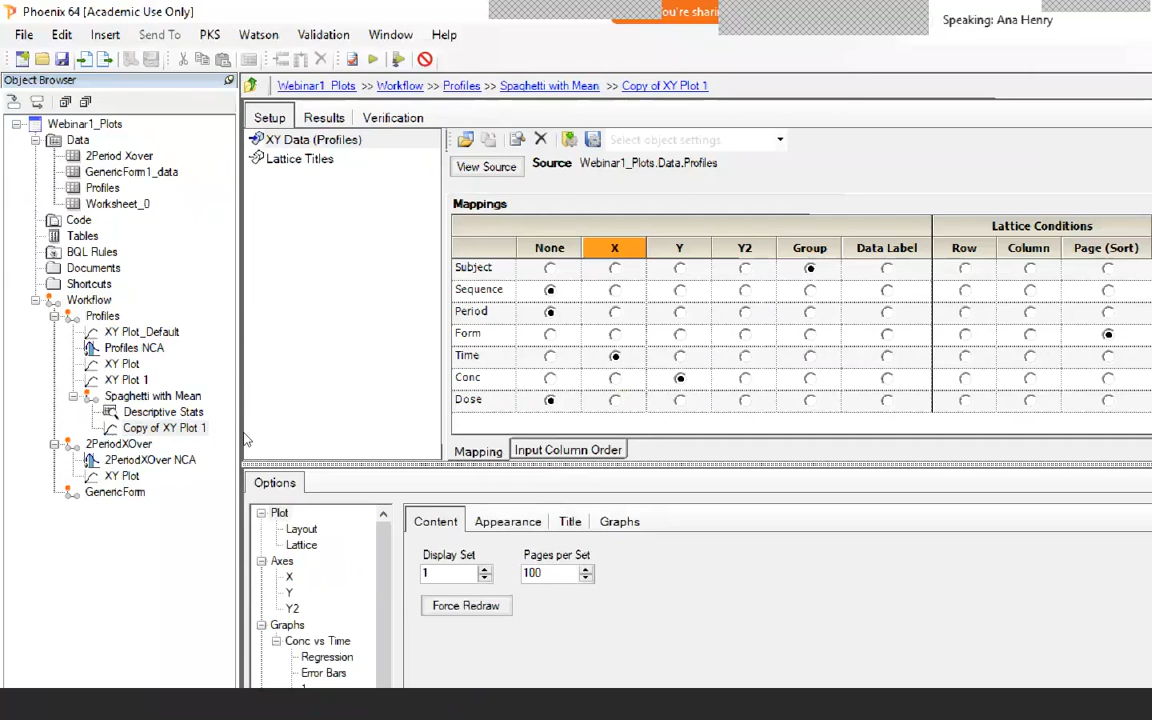 Phoenix 64 [Academic Use Only]
You're shari
Speaking: Ana Henry
File Edit Insert Send To PKS Watson Validation Window Help
Object Browser
Webinar1_Plots >> Workflow >> Profiles >> Spaghetti with Mean >> Copy of XY Plot 1
Setup Results Verification
XY Data (Profiles)
Lattice Titles
Select object settings
View Source Source Webinar1_Plots.Data.Profiles
Mappings
Lattice Conditions
None X Y Y2 Group Data Label Row Column Page (Sort)
Subject
Sequence
Period
Form
Time
Conc
Dose
Mapping Input Column Order
Webinar1_Plots
Data
2Period Xover
GenericForm1_data
Profiles
Worksheet_0
Code
Tables
BQL Rules
Documents
Shortcuts
Workflow
Profiles
XY Plot_Default
Profiles NCA
XY Plot
XY Plot 1
Spaghetti with Mean
Descriptive Stats
Copy of XY Plot 1
2PeriodXOver
2PeriodXOver NCA
XY Plot
GenericForm
Options
Plot
Layout
Lattice
Axes
X
Y
Y2
Graphs
Conc vs Time
Regression
Error Bars
Content Appearance Title Graphs
Display Set Pages per Set
1 100
Force Redraw